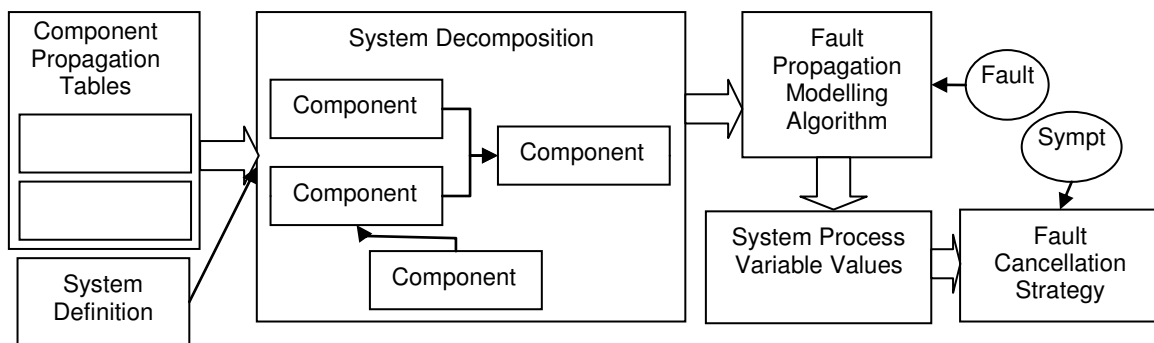 Component
Propagation
Tables
System
Definition
System Decomposition
Component
Component
Component
Component
Fault
Propagation
Modelling
Algorithm
Fault
Sympt
System Process
Variable Values
Fault
Cancellation
Strategy